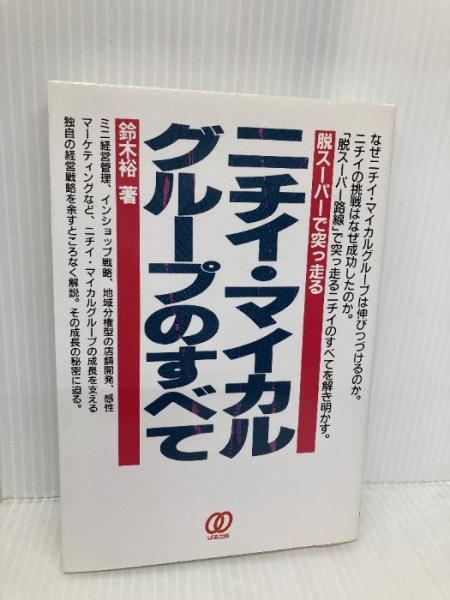 なぜニチイ・マイカルグループは伸びつづけるのか。
ニチイの挑戦はなぜ成功したのか。
「脱スーパー路線」で突っ走るニチイのすべてを解き明かす。
脱スーパーで突っ走る
ニチイ・マイカル
グループのすべて
鈴木裕 著
ミニ経営管理、インショップ戦略、地域分権型の店舗開発、感性
マーケティングなど、ニチイ・マイカルグループの成長を支える
独自の経営戦略を余すところなく解説。その成長の秘密に迫る。
ぱる出版